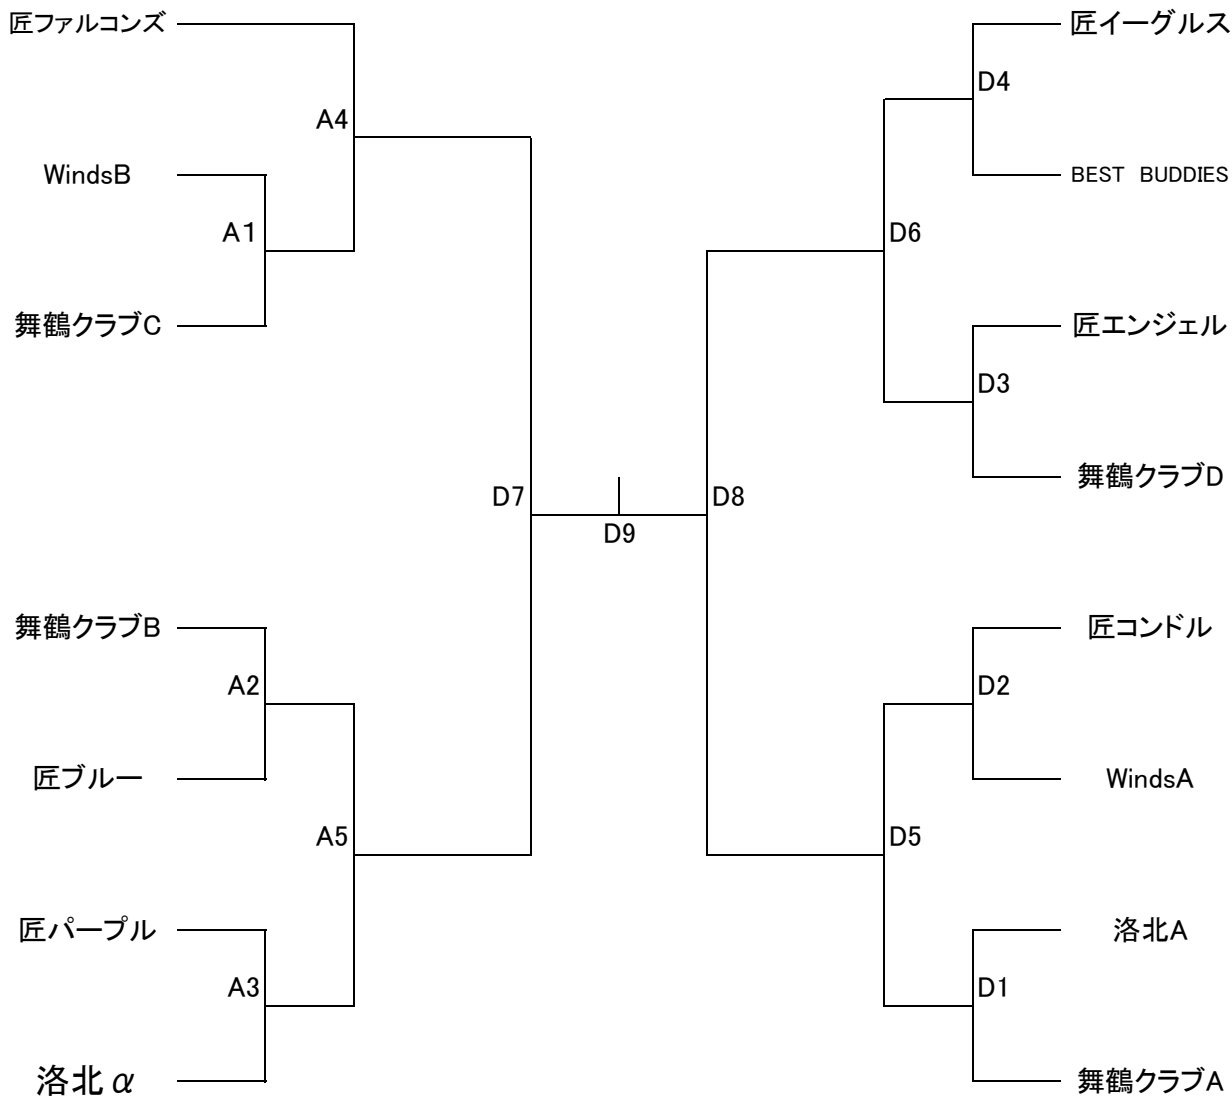 匠ファルコンズ
匠イーグルス
D4
A4
WindsB
BEST BUDDIES
A1
D6
舞鶴クラブC
匠エンジェル
D3
舞鶴クラブD
D7
D8
D9
舞鶴クラブB
匠コンドル
A2
D2
匠ブルー
WindsA
A5
D5
匠パープル
洛北A
A3
D1
洛北α
舞鶴クラブA